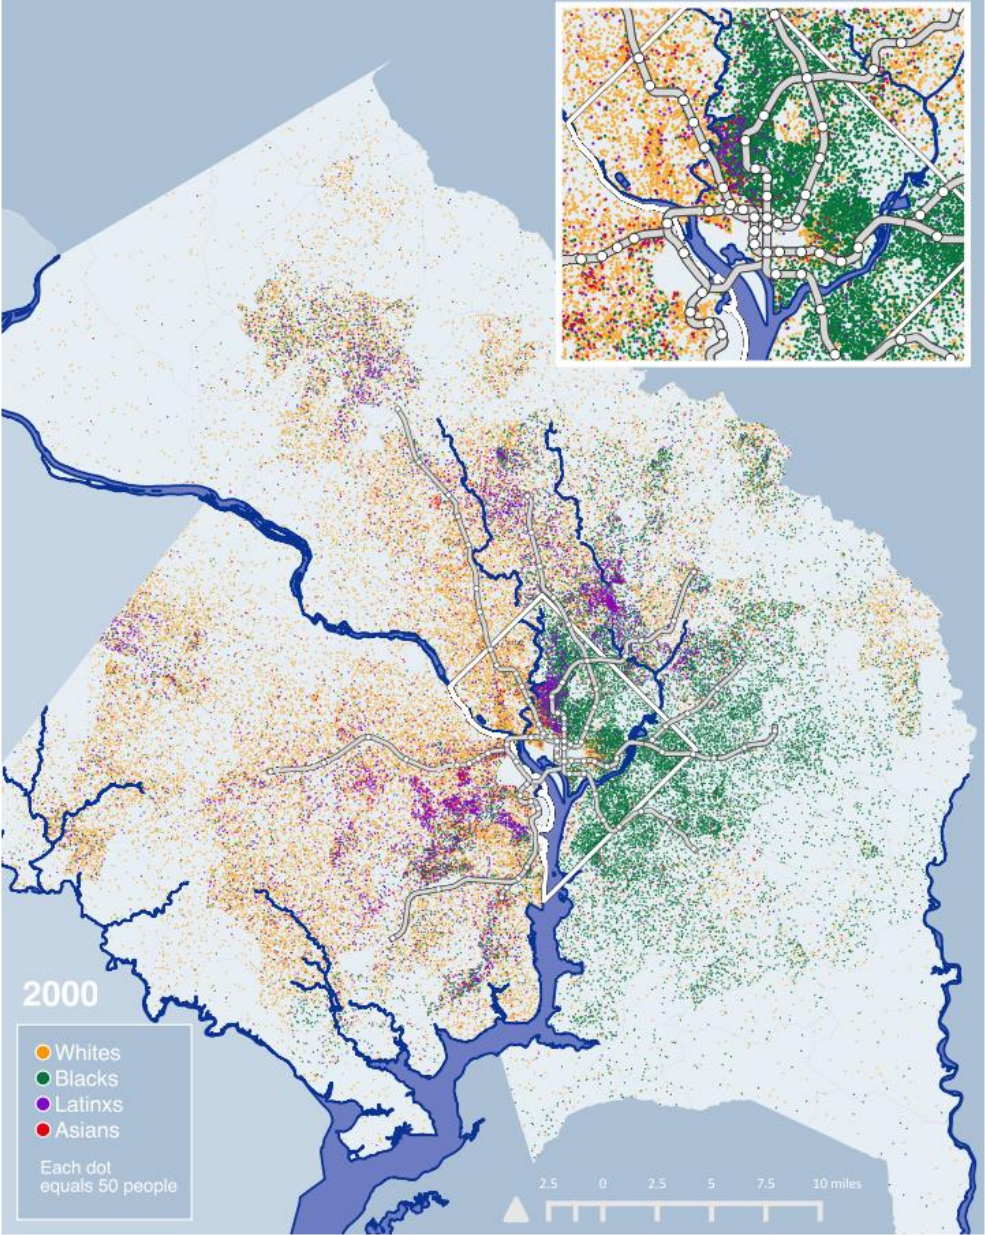 2000
Whites
Blacks
Latinxs
Asians
Each dot
equals 50 people
2.5 0 2.5 5 7.5 10 miles